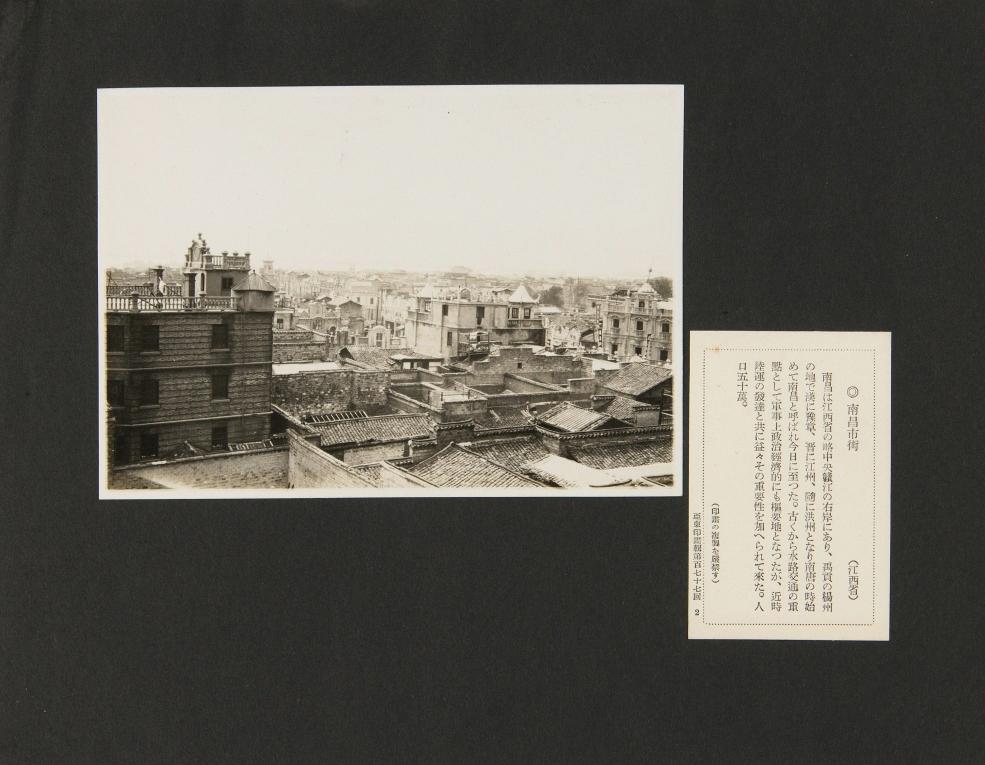 ◎ 南昌市街 （江西省）
南昌は江西省の略中央贛江の右岸にあり、禹貢の楊州
の地で漢に豫章、晋に江州、隨に洪州となり南唐の時始
めて南昌と呼ばれ今日に至つた。古くから水路交通の重
點として軍事上政治經濟的にも樞要地となつたが、近時
陸運の發達と共に益々その重要性を加へられて來た。人
口五十萬。
（印畫の複製を嚴禁す）
亞東印畫輯第百七十七回 2